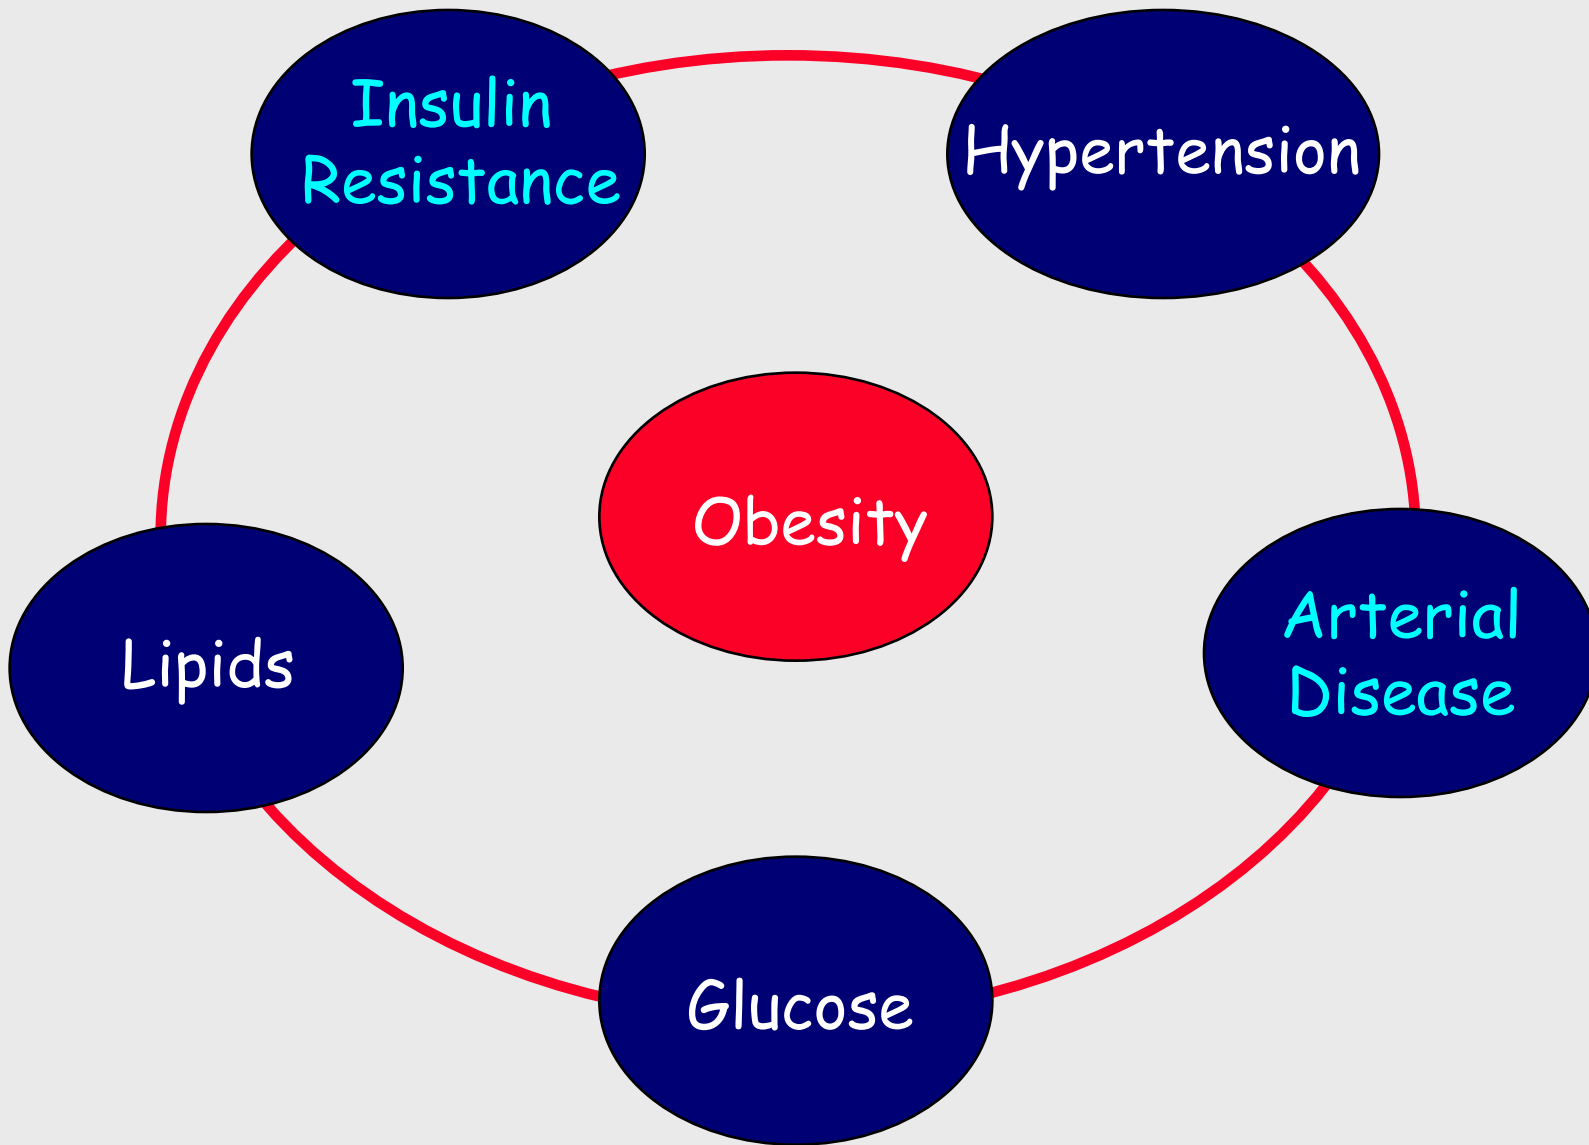 Insulin
Resistance
Hypertension
Obesity
Arterial
Disease
Lipids
Glucose